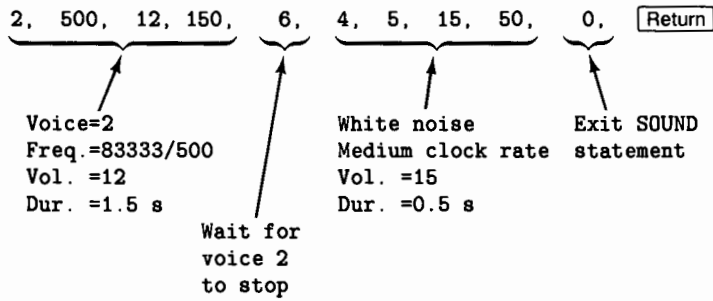 2, 500, 12, 150, 6, 4, 5, 15, 50, 0, Return
Voice=2
Freq.=83333/500
Vol. =12
Dur. =1.5 s
Wait for
voice 2
to stop
White noise
Medium clock rate
Vol. =15
Dur. =0.5 s
Exit SOUND
statement